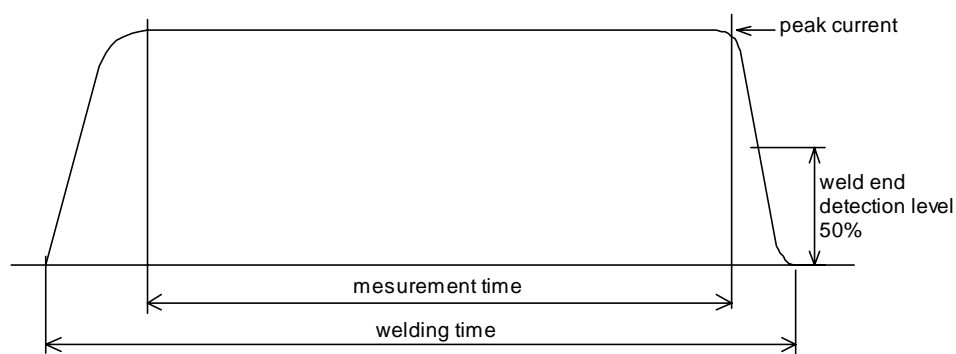 peak current
weld end
detection level
50%
mesurement time
welding time